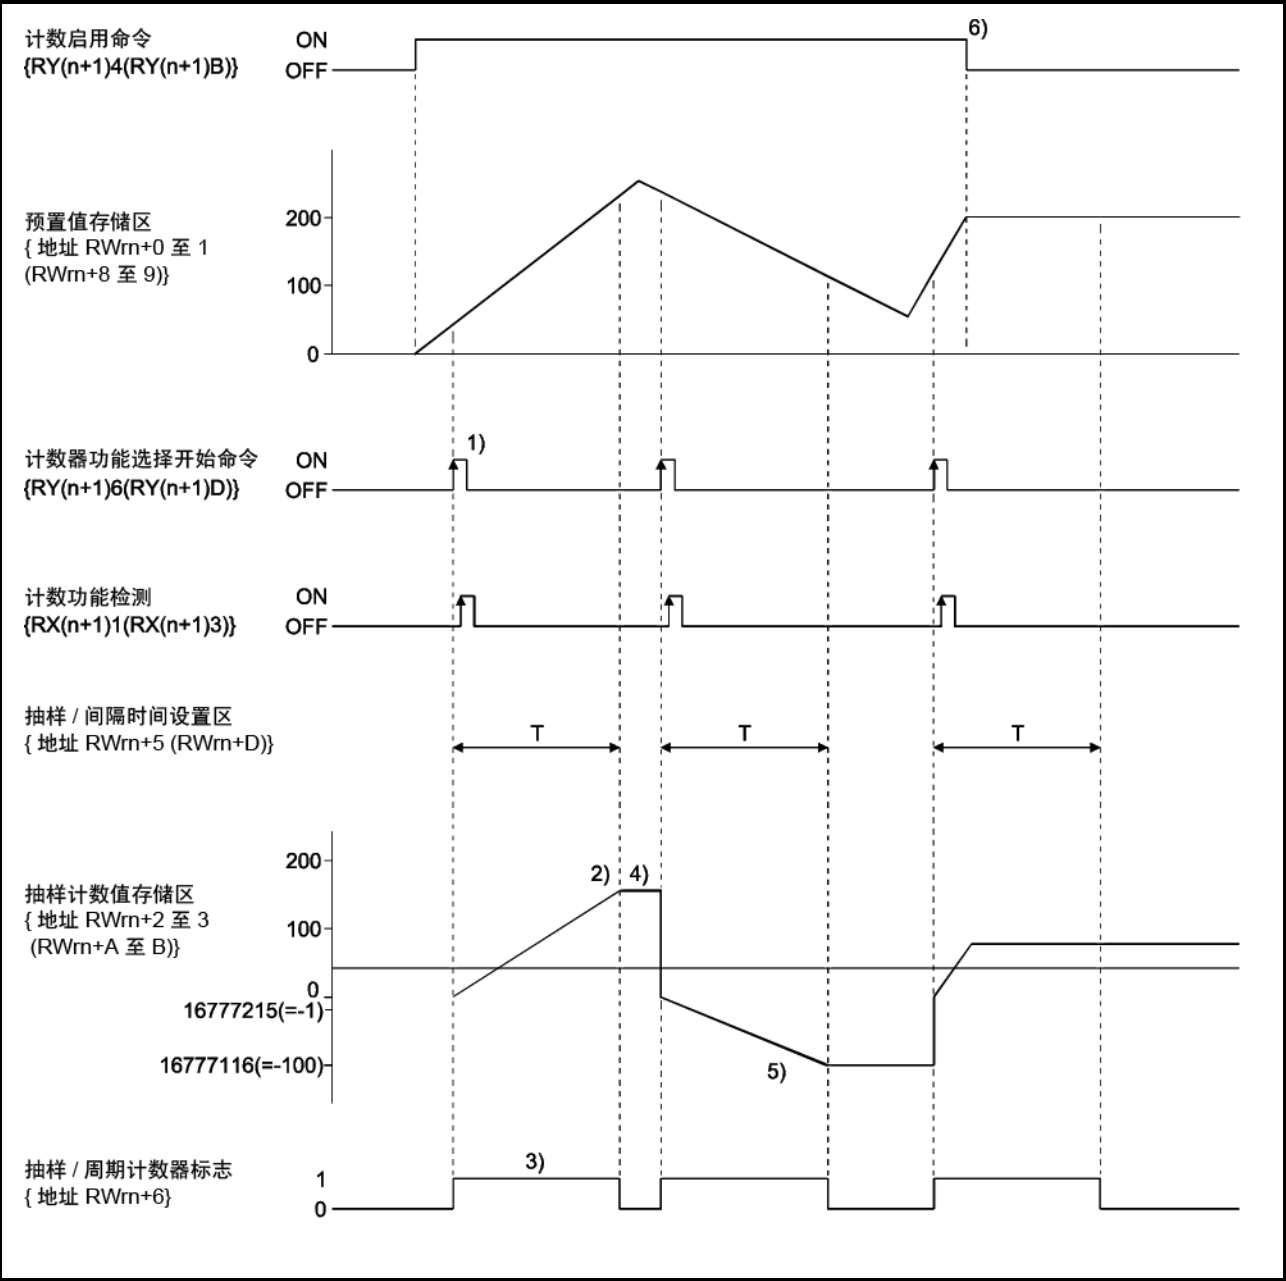 计数启用命令
{RY(n+1)4(RY(n+1)B)}
ON
OFF
6)
预置值存储区
{ 地址 RWrn+0 至 1
(RWrn+8 至 9)}
200
100
0
计数器功能选择开始命令
{RY(n+1)6(RY(n+1)D)}
ON
OFF
1)
计数功能检测
{RX(n+1)1(RX(n+1)3)}
ON
OFF
抽样 / 间隔时间设置区
{ 地址 RWrn+5 (RWrn+D)}
T T T
抽样计数值存储区
{ 地址 RWrn+2 至 3
(RWrn+A 至 B)}
200
100
0
16777215(=-1)
16777116(=-100)
2) 4)
5)
抽样 / 周期计数器标志
{ 地址 RWrn+6}
1
0
3)